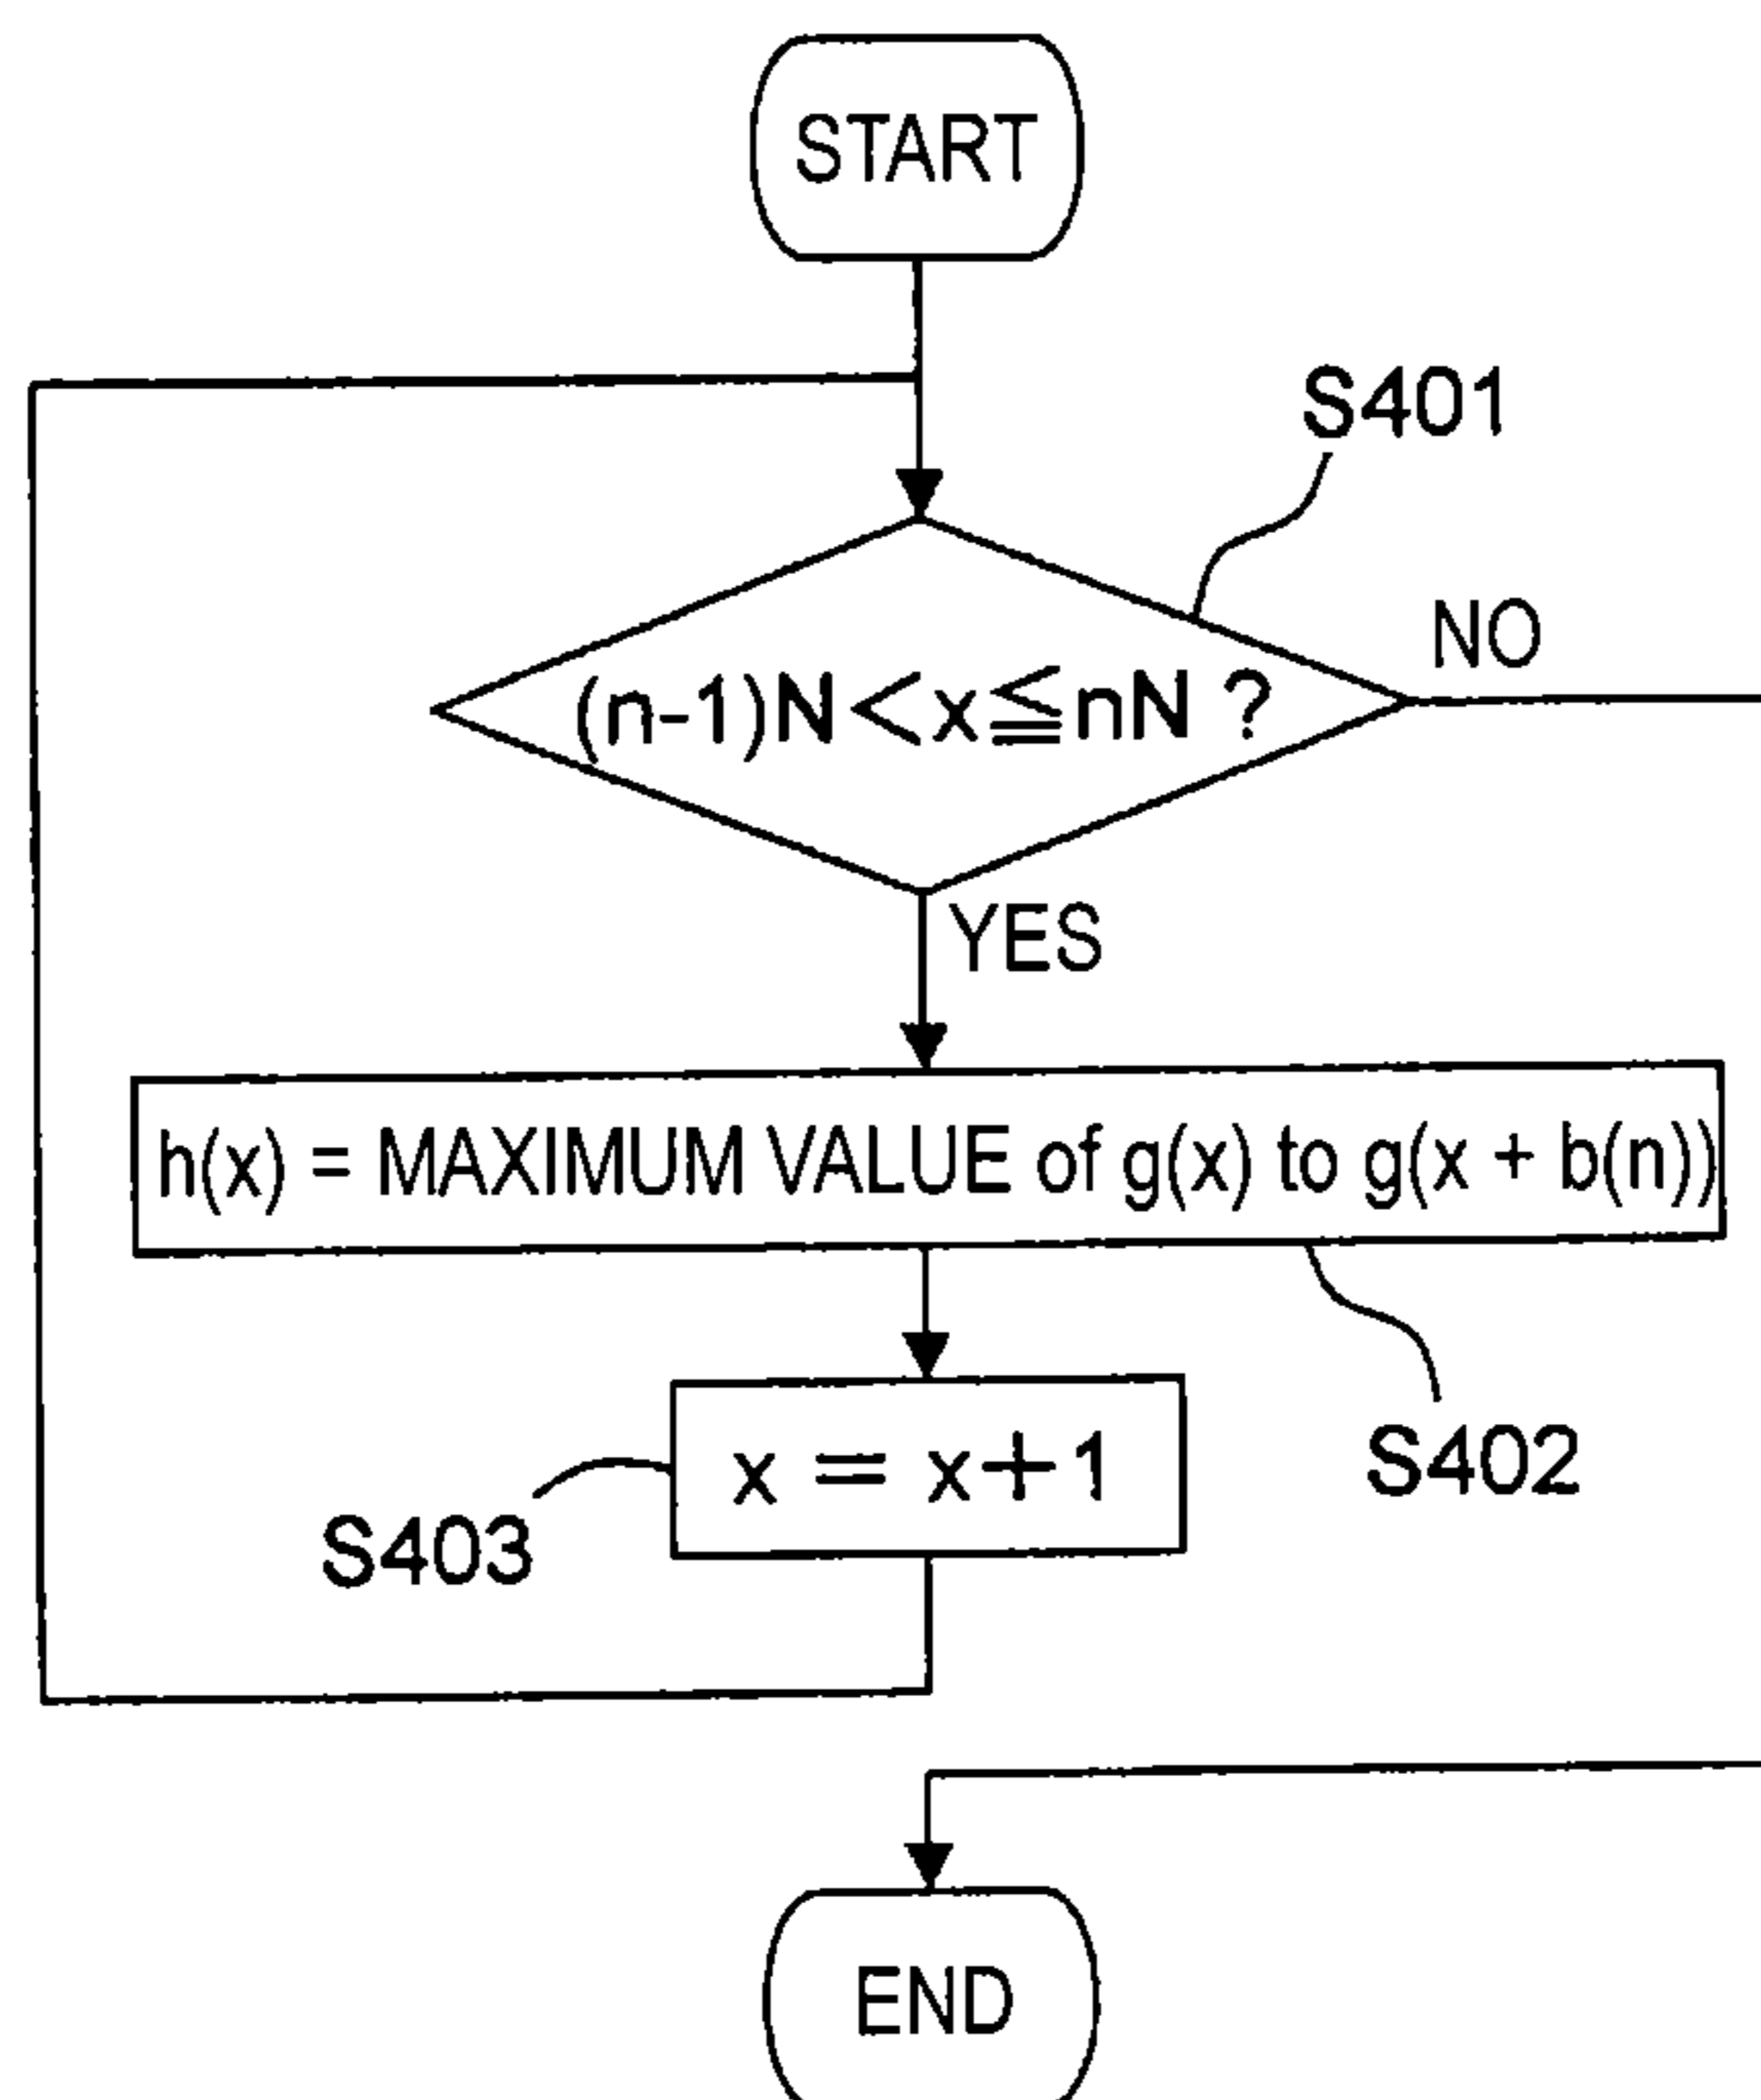 START
S401
NO
(n-1)N<x≦nN ?
YES
h(x) = MAXIMUM VALUE of g(x) to g(x + b(n))
x = x+1
S402
S403
END